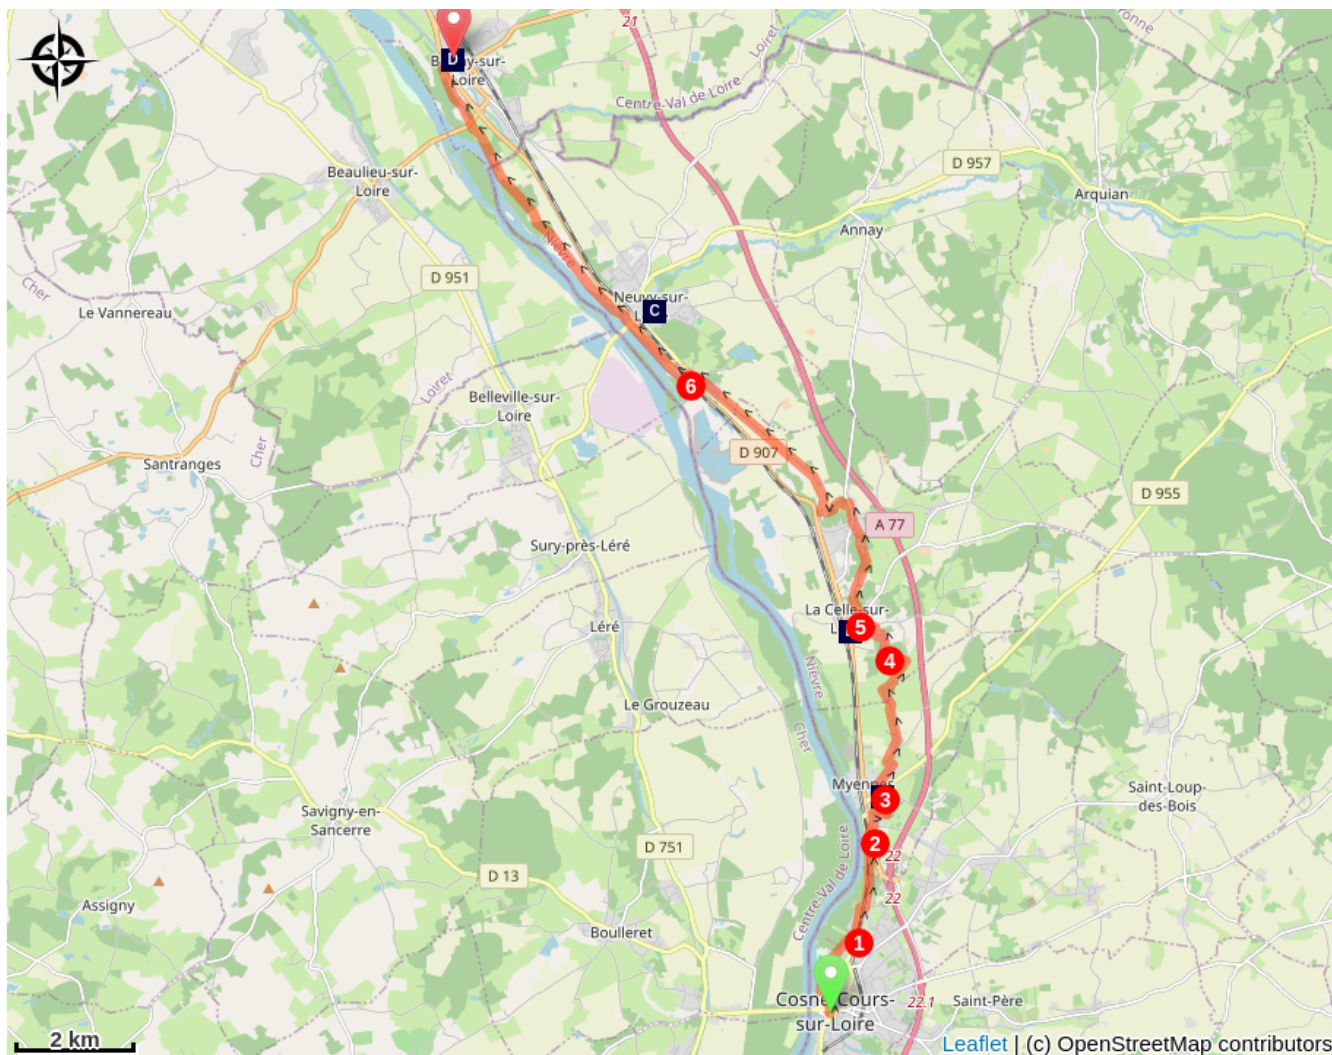 21
yonne
Loiret
D
sur-
Loire
Centre-Val de Loire
D 957
Beaulieu-sur-
Loire
Arquian
Annay
Nièvre
D 951
Cher
Le Vannereau
C
Loiret
Belleville-sur-
Loire
6
D 907
Cher
Santranges
D 955
A 77
Sury-près-Léré
La Celle-sur-
5
Léré
4
Nièvre
Le Grouzeau
Cher
3
Saint-Loup-
des-Bois
Savigny-en-
Sancerre
2
D 751
22
Centre-Val de Loire
D 13
22
Assigny
Boulleret
1
Cosne-Cours-
sur-Loire
22.1
Saint-Père
2 km
Leaflet | (c) OpenStreetMap contributors